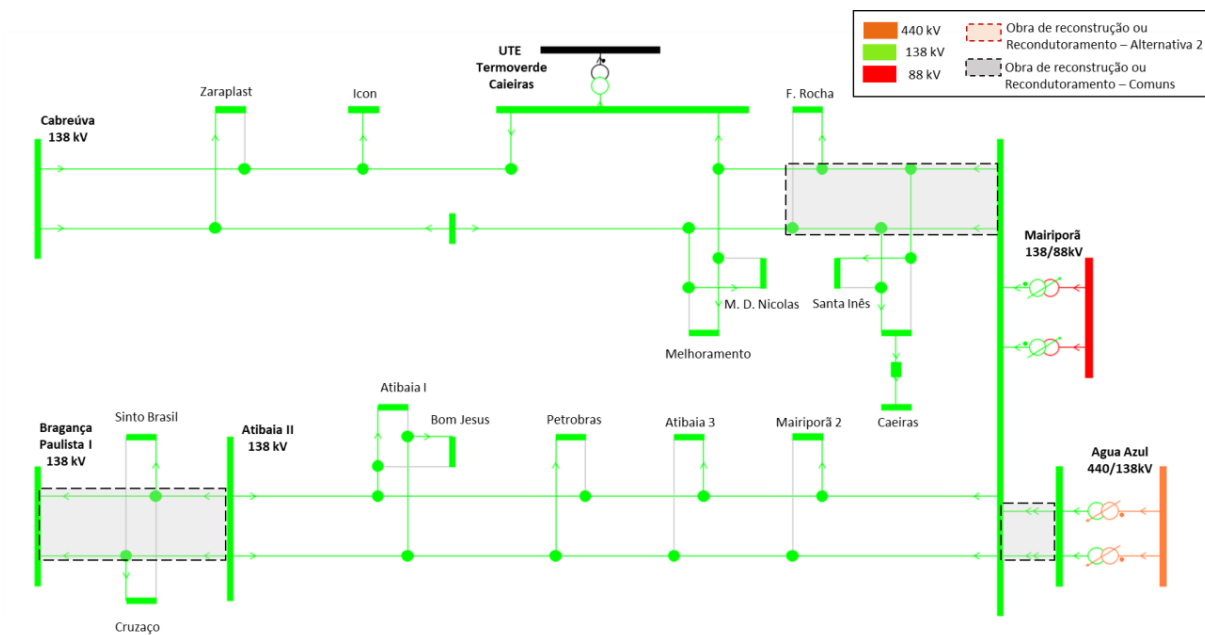 440 kV
138 kV
88 kV
Obra de reconstrução ou
Recondutoramento – Alternativa 2
Obra de reconstrução ou
Recondutoramento – Comuns
UTE
Termoverde
Caieiras
Zaraplast
Icon
F. Rocha
Cabreúva
138 kV
Mairiporã
138/88kV
M. D. Nicolas
Santa Inês
Melhoramento
Caeiras
Atibaia I
Bom Jesus
Petrobras
Atibaia 3
Mairiporã 2
Sinto Brasil
Bragança
Paulista I
138 kV
Atibaia II
138 kV
Agua Azul
440/138kV
Cruzaço